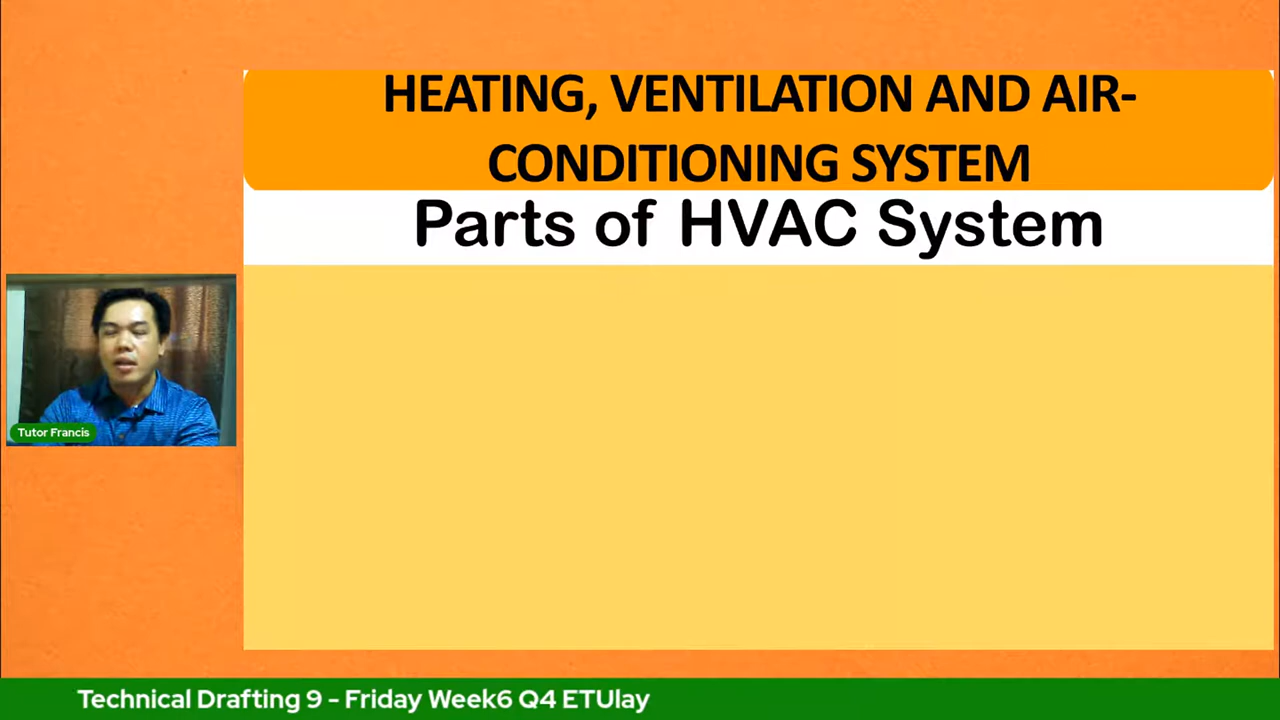 HEATING, VENTILATION AND AIR-
CONDITIONING SYSTEM
Parts of HVAC System
Tutor Francis
Technical Drafting 9 - Friday Week6 Q4 ETUlay